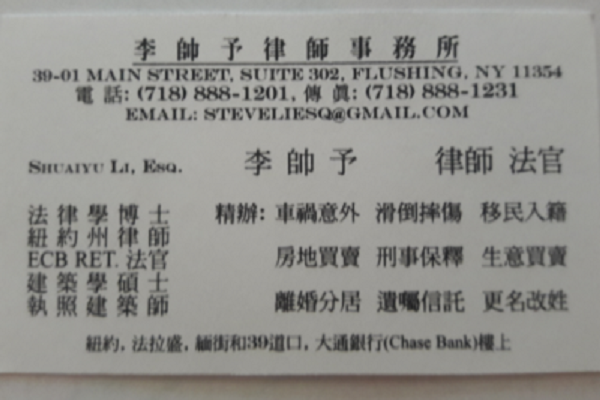 李帥予律師事務所
39-01 MAIN STREET, SUITE 302, FLUSHING, NY 11354
電話: (718) 888-1201, 傳眞: (718) 888-1231
EMAIL: STEVELIESQ@GMAIL.COM
SHUAIYU LI, ESQ. 李帥予 律師 法官
法律學博士 精辦: 車禍意外 滑倒摔傷 移民入籍
紐約州律師
ECB RET. 法官 房地買賣 刑事保釋 生意買賣
建築學碩士
執照建築師 離婚分居 遺囑信託 更名改姓
紐約, 法拉盛, 緬街和39道口, 大通銀行(Chase Bank)樓上